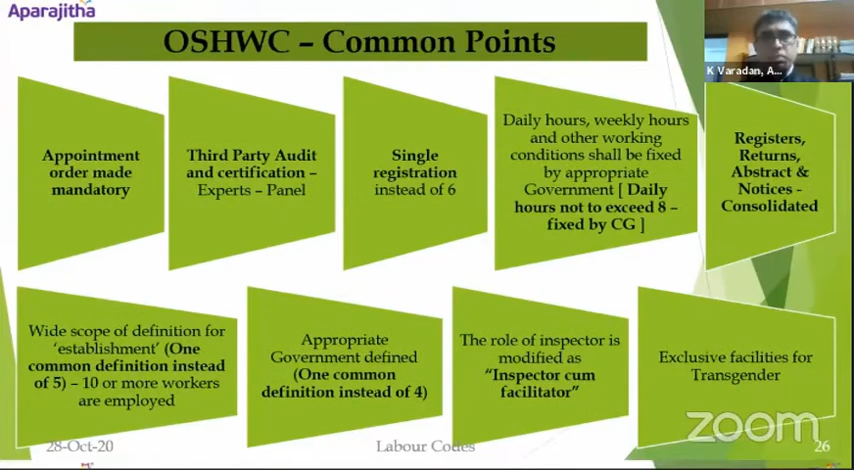 Aparajitha
OSHWC – Common Points
K Varadan, A...
Appointment
order made
mandatory
Third Party Audit
and certification –
Experts – Panel
Single
registration
instead of 6
Daily hours, weekly hours
and other working
conditions shall be fixed
by appropriate
Government [ Daily
hours not to exceed 8 –
fixed by CG ]
Registers,
Returns,
Abstract &
Notices -
Consolidated
Wide scope of definition for
‘establishment’ (One
common definition instead
of 5) – 10 or more workers
are employed
Appropriate
Government defined
(One common
definition instead of 4)
The role of inspector is
modified as
“Inspector cum
facilitator”
Exclusive facilities for
Transgender
zoom
28-Oct-20
Labour Codes
26